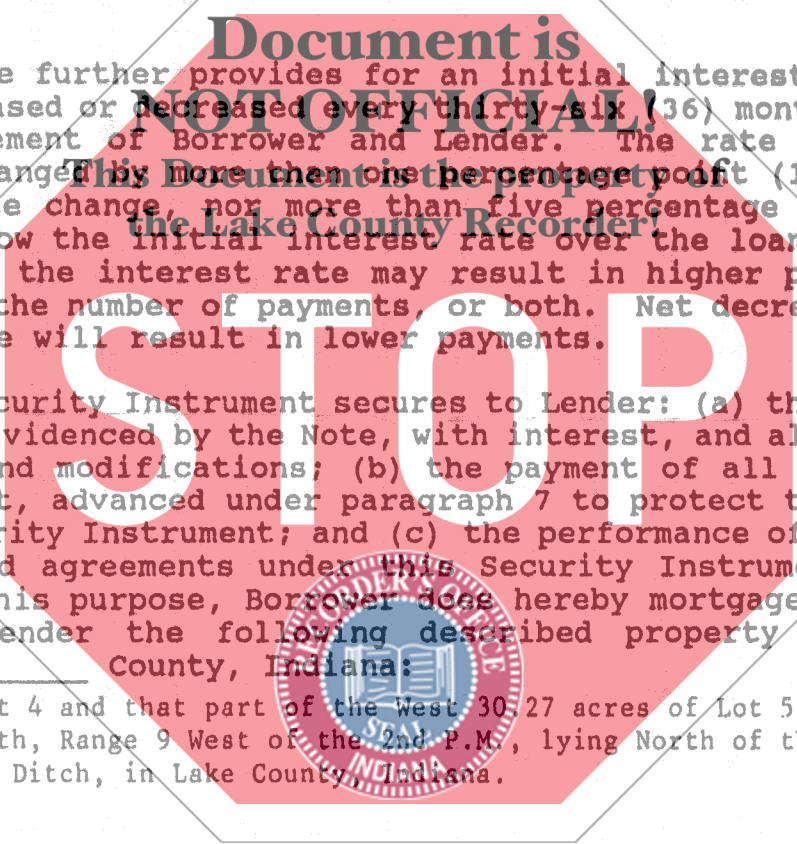 Document is
NOT OFFICIAL!
This Document is the property of
the Lake County Recorder!
e further provides for an initial interest
ased or decreased every thirty-six (36) mont
ement of Borrower and Lender. The rate
anged by more than one percentage point (1
e change, nor more than five percentage
ow the initial interest rate over the loan
the interest rate may result in higher p
the number of payments, or both. Net decre
e will result in lower payments.
STOP
curity Instrument secures to Lender: (a) th
videnced by the Note, with interest, and al
nd modifications; (b) the payment of all
t, advanced under paragraph 7 to protect t
rity Instrument; and (c) the performance of
d agreements under this Security Instrume
his purpose, Borrower does hereby mortgage
ender the following described property
County, Indiana:
t 4 and that part of the West 30.27 acres of Lot 5
th, Range 9 West of the 2nd P.M., lying North of t
Ditch, in Lake County, Indiana.
RECORDER'S OFFICE
SEAL
INDIANA